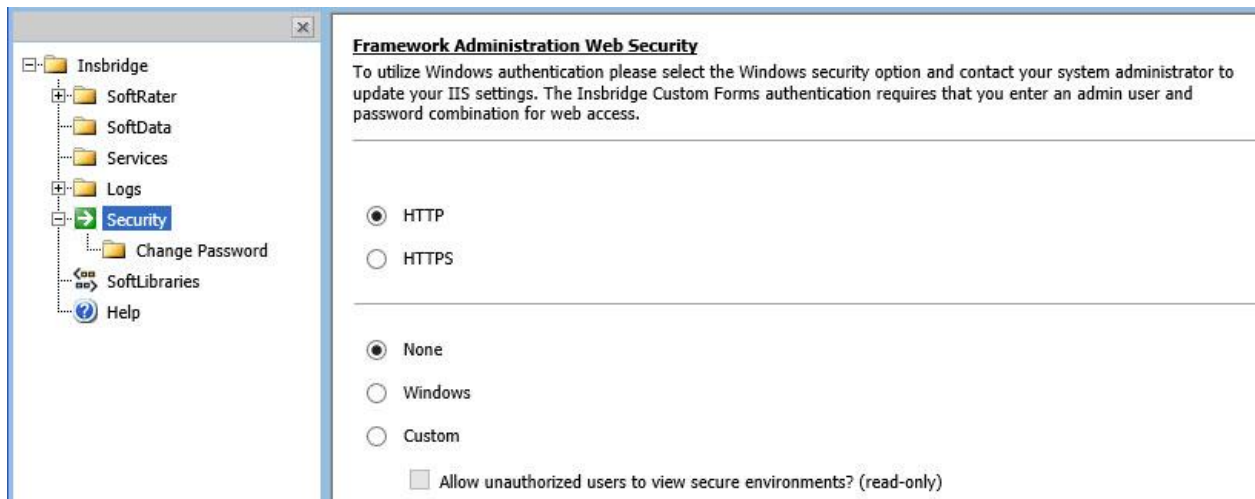 Insbridge
SoftRater
SoftData
Services
Logs
Security
Change Password
SoftLibraries
Help
Framework Administration Web Security
To utilize Windows authentication please select the Windows security option and contact your system administrator to
update your IIS settings. The Insbridge Custom Forms authentication requires that you enter an admin user and
password combination for web access.
HTTP
HTTPS
None
Windows
Custom
Allow unauthorized users to view secure environments? (read-only)